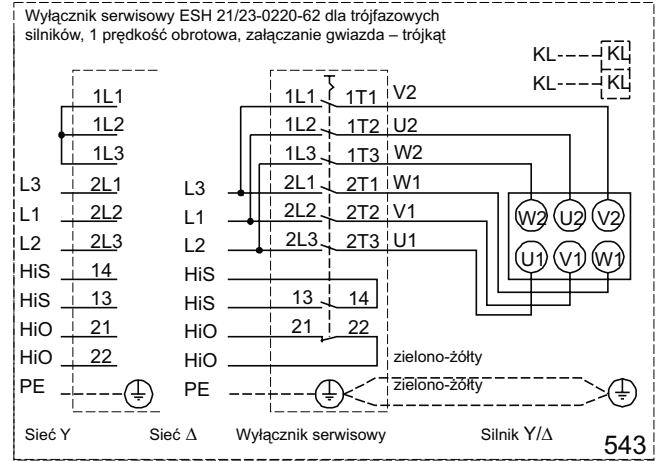 Wyłącznik serwisowy ESH 21/23-0220-62 dla trójfazowych
silników, 1 prędkość obrotowa, załączanie gwiazda – trójkąt
KL KL
KL KL
1L1 1L1 1T1 V2
1L2 1L2 1T2 U2
1L3 1L3 1T3 W2
L3 2L1 L3 2L1 2T1 W1
L1 2L2 L1 2L2 2T2 V1
L2 2L3 L2 2L3 2T3 U1
W2 U2 V2
U1 V1 W1
HiS 14 HiS
HiS 13 HiS 13 14
HiO 21 HiO 21 22
HiO 22 HiO zielono-żółty
PE PE zielono-żółty
Sieć Y Sieć Δ Wyłącznik serwisowy Silnik Y/Δ 543